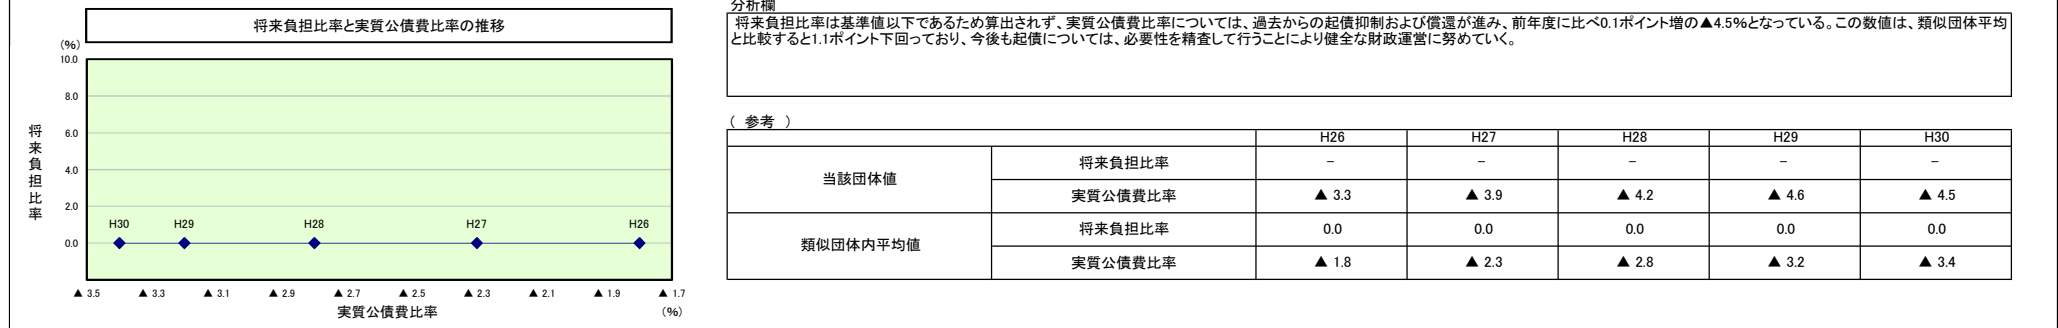 将来負担比率と実質公債費比率の推移
(%)
10.0
8.0
6.0
4.0
2.0
0.0
将来負担比率
H30 H29 H28 H27 H26
▲ 3.5 ▲ 3.3 ▲ 3.1 ▲ 2.9 ▲ 2.7 ▲ 2.5 ▲ 2.3 ▲ 2.1 ▲ 1.9 ▲ 1.7
実質公債費比率 (%)
分析欄
将来負担比率は基準値以下であるため算出されず、実質公債費比率については、過去からの起債抑制および償還が進み、前年度に比べ0.1ポイント増の▲4.5%となっている。この数値は、類似団体平均
と比較すると1.1ポイント下回っており、今後も起債については、必要性を精査して行うことにより健全な財政運営に努めていく。
( 参考 )
H26 H27 H28 H29 H30
当該団体値
将来負担比率 － － － － －
実質公債費比率 ▲ 3.3 ▲ 3.9 ▲ 4.2 ▲ 4.6 ▲ 4.5
類似団体内平均値
将来負担比率 0.0 0.0 0.0 0.0 0.0
実質公債費比率 ▲ 1.8 ▲ 2.3 ▲ 2.8 ▲ 3.2 ▲ 3.4